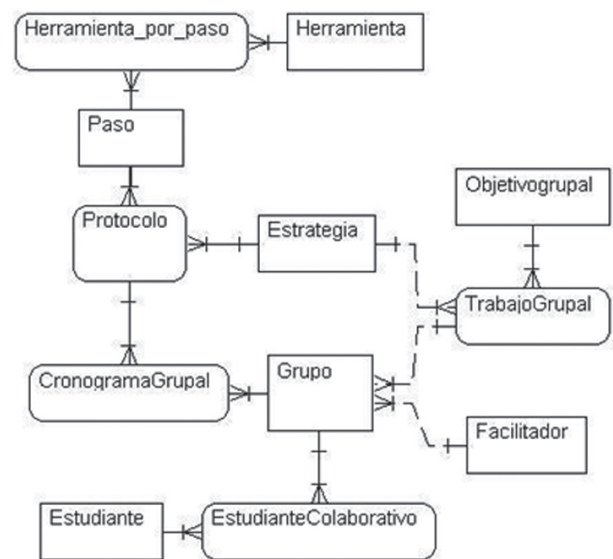 Herramienta_por_paso
Herramienta
Paso
Objetivogrupal
Protocolo
Estrategia
TrabajoGrupal
CronogramaGrupal
Grupo
Facilitador
Estudiante
EstudianteColaborativo